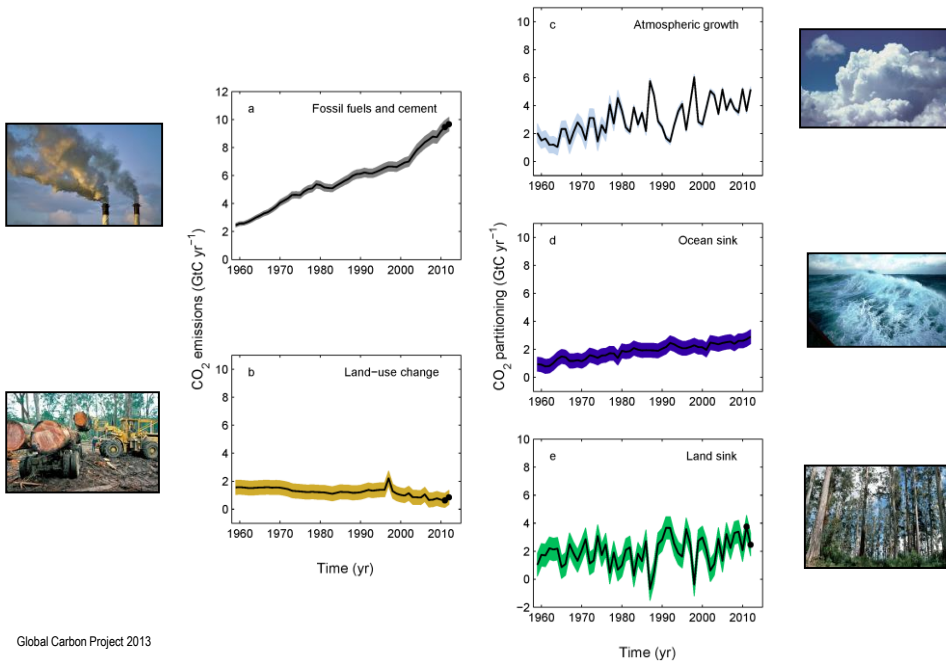 CO2 emissions (GtC yr−1)
a
Fossil fuels and cement
12
10
8
6
4
2
0
1960 1970 1980 1990 2000 2010
b
Land−use change
10
8
6
4
2
0
1960 1970 1980 1990 2000 2010
Time (yr)
CO2 partitioning (GtC yr−1)
c
Atmospheric growth
10
8
6
4
2
0
1960 1970 1980 1990 2000 2010
d
Ocean sink
10
8
6
4
2
0
1960 1970 1980 1990 2000 2010
e
Land sink
8
6
4
2
0
−2
1960 1970 1980 1990 2000 2010
Time (yr)
Global Carbon Project 2013